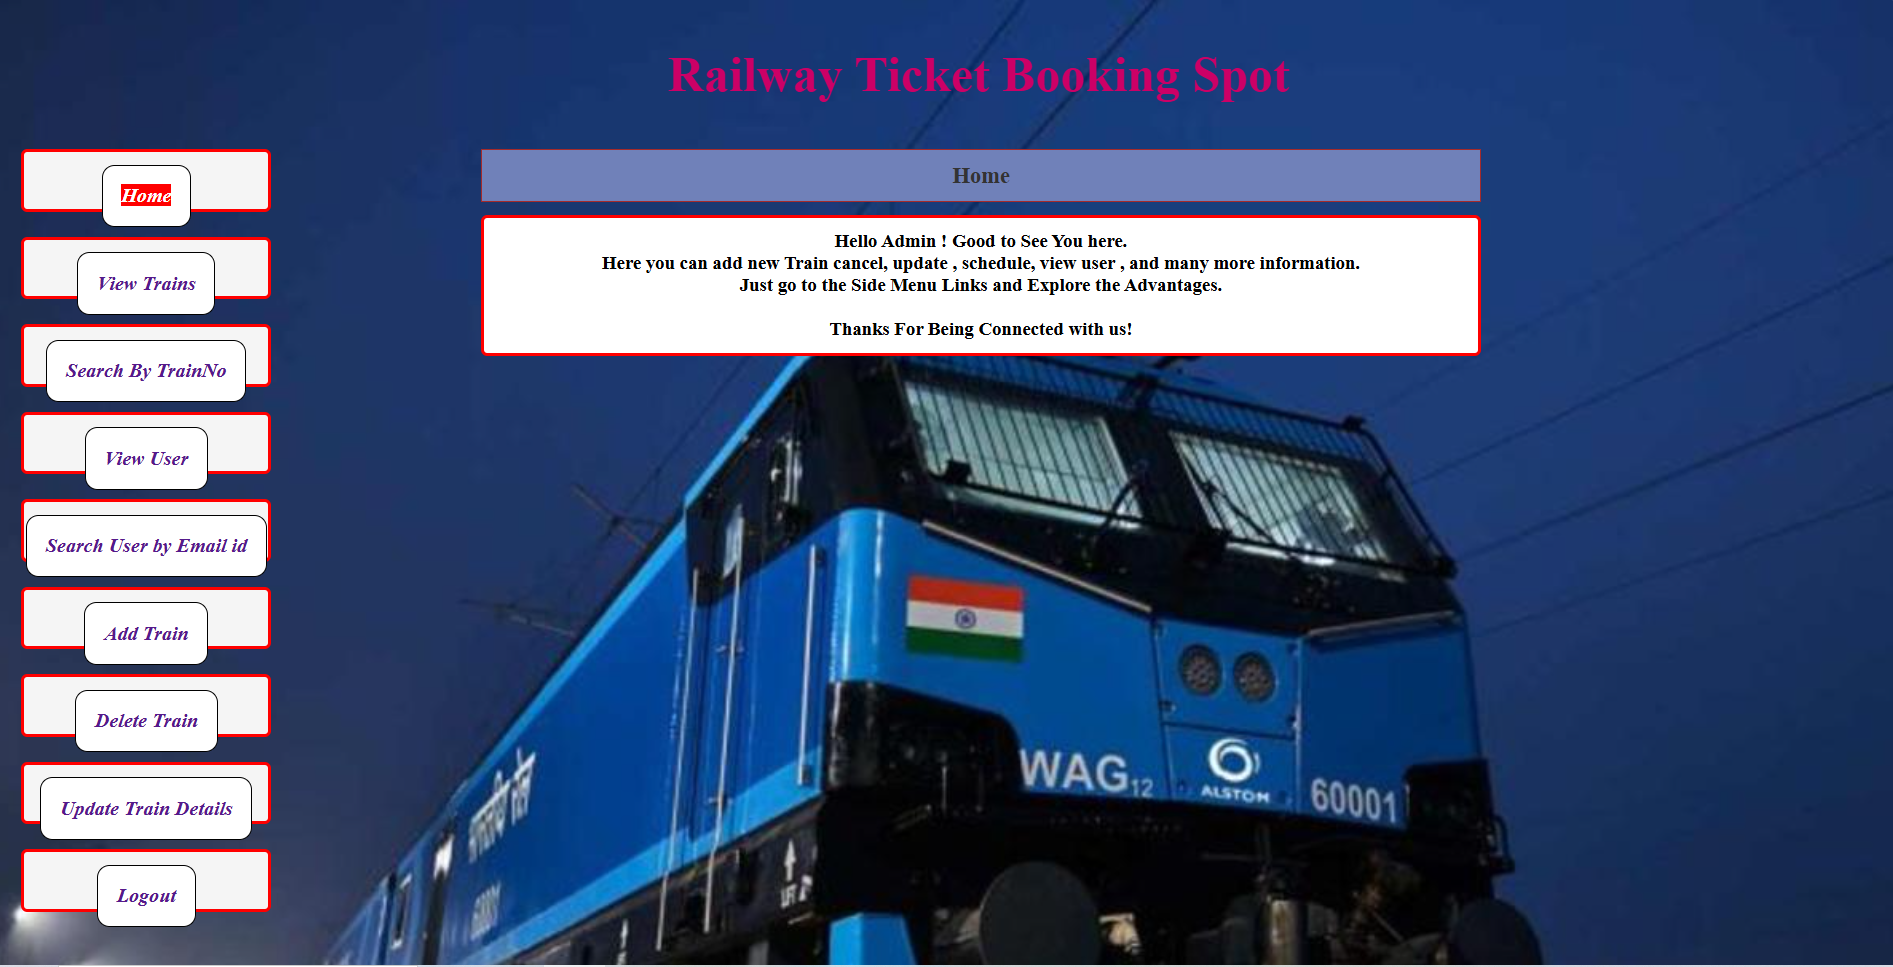 Railway Ticket Booking Spot
Home
View Trains
Search By TrainNo
View User
Search User by Email id
Add Train
Delete Train
Update Train Details
Logout
Home
Hello Admin ! Good to See You here.
Here you can add new Train cancel, update , schedule, view user , and many more information.
Just go to the Side Menu Links and Explore the Advantages.
Thanks For Being Connected with us!
WAG12
ALSTOM
60001
भारतीय रेल
60001
LIFT